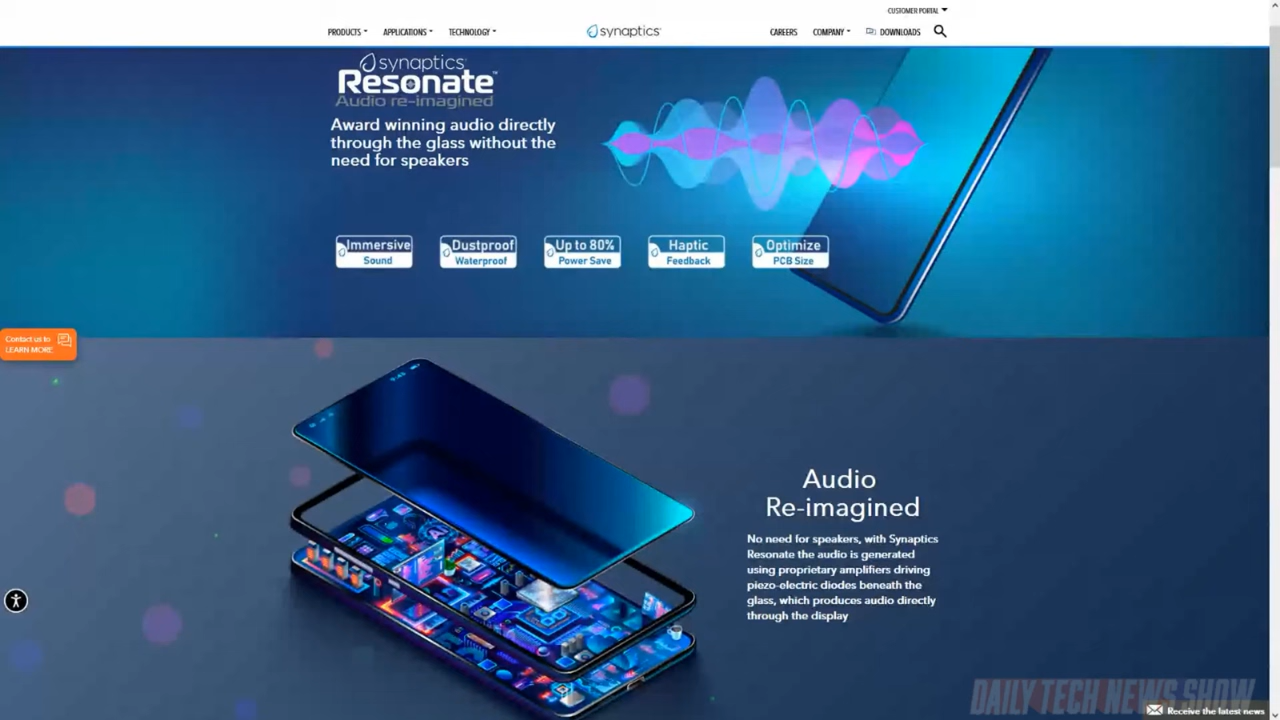 CUSTOMER PORTAL
PRODUCTS APPLICATIONS TECHNOLOGY synaptics CAREERS COMPANY DOWNLOADS
synaptics
Resonate™
Audio re-imagined
Award winning audio directly
through the glass without the
need for speakers
Immersive
Sound
Dustproof
Waterproof
Up to 80%
Power Save
Haptic
Feedback
Optimize
PCB Size
Contact us to
LEARN MORE
Audio
Re-imagined
No need for speakers, with Synaptics
Resonate the audio is generated
using proprietary amplifiers driving
piezo-electric diodes beneath the
glass, which produces audio directly
through the display
DAILY TECH NEWS SHOW
Receive the latest news